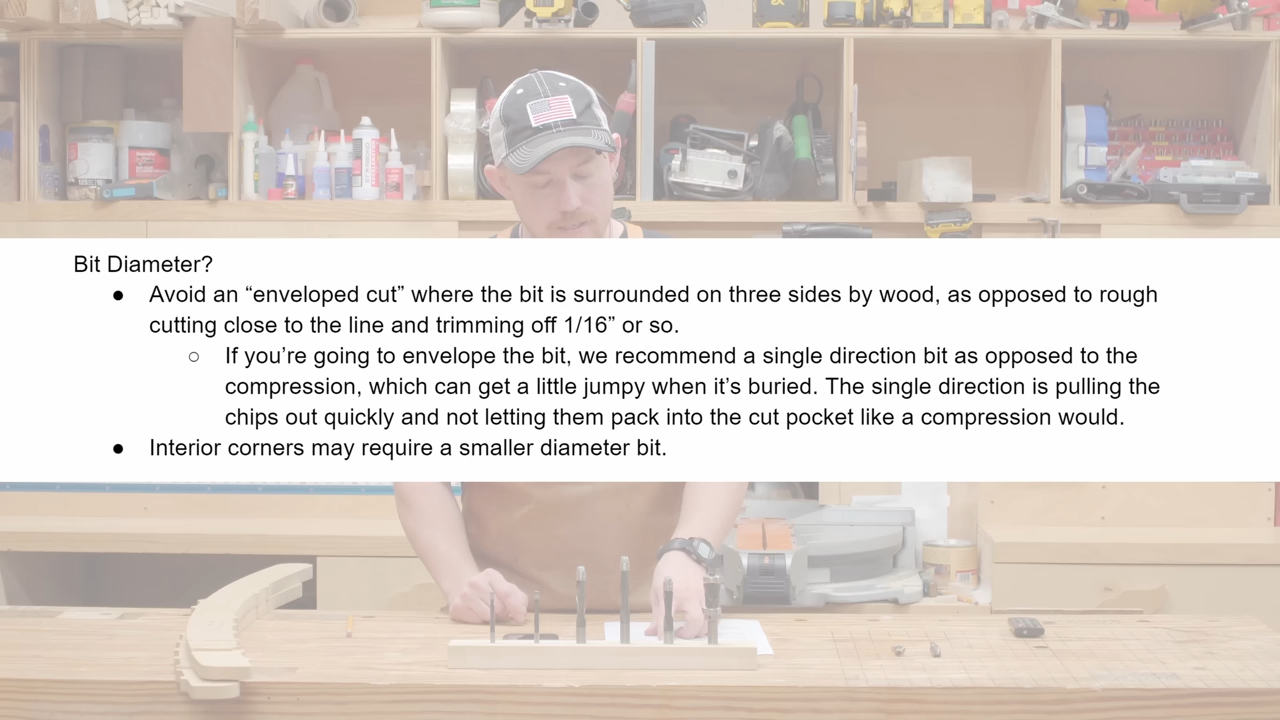 Bit Diameter?
● Avoid an “enveloped cut” where the bit is surrounded on three sides by wood, as opposed to rough
cutting close to the line and trimming off 1/16” or so.
○ If you’re going to envelope the bit, we recommend a single direction bit as opposed to the
compression, which can get a little jumpy when it’s buried. The single direction is pulling the
chips out quickly and not letting them pack into the cut pocket like a compression would.
● Interior corners may require a smaller diameter bit.